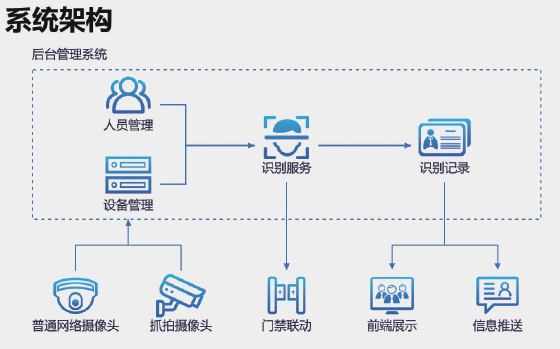 系统架构
后台管理系统
人员管理
识别服务
识别记录
设备管理
普通网络摄像头
抓拍摄像头
门禁联动
前端展示
信息推送